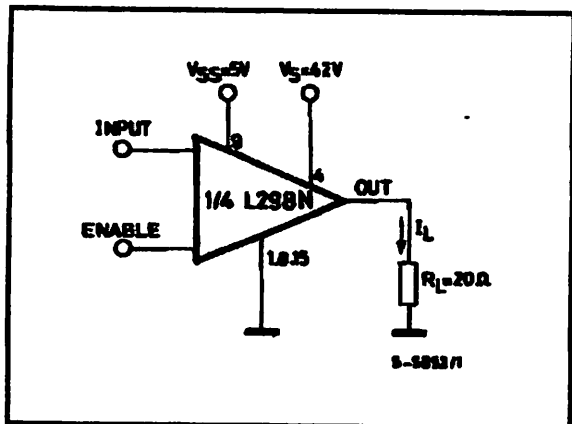 VSS=5V VS=42V
INPUT
9
4
OUT
1/4 L298N
ENABLE
IL
1.8.15
RL=20Ω